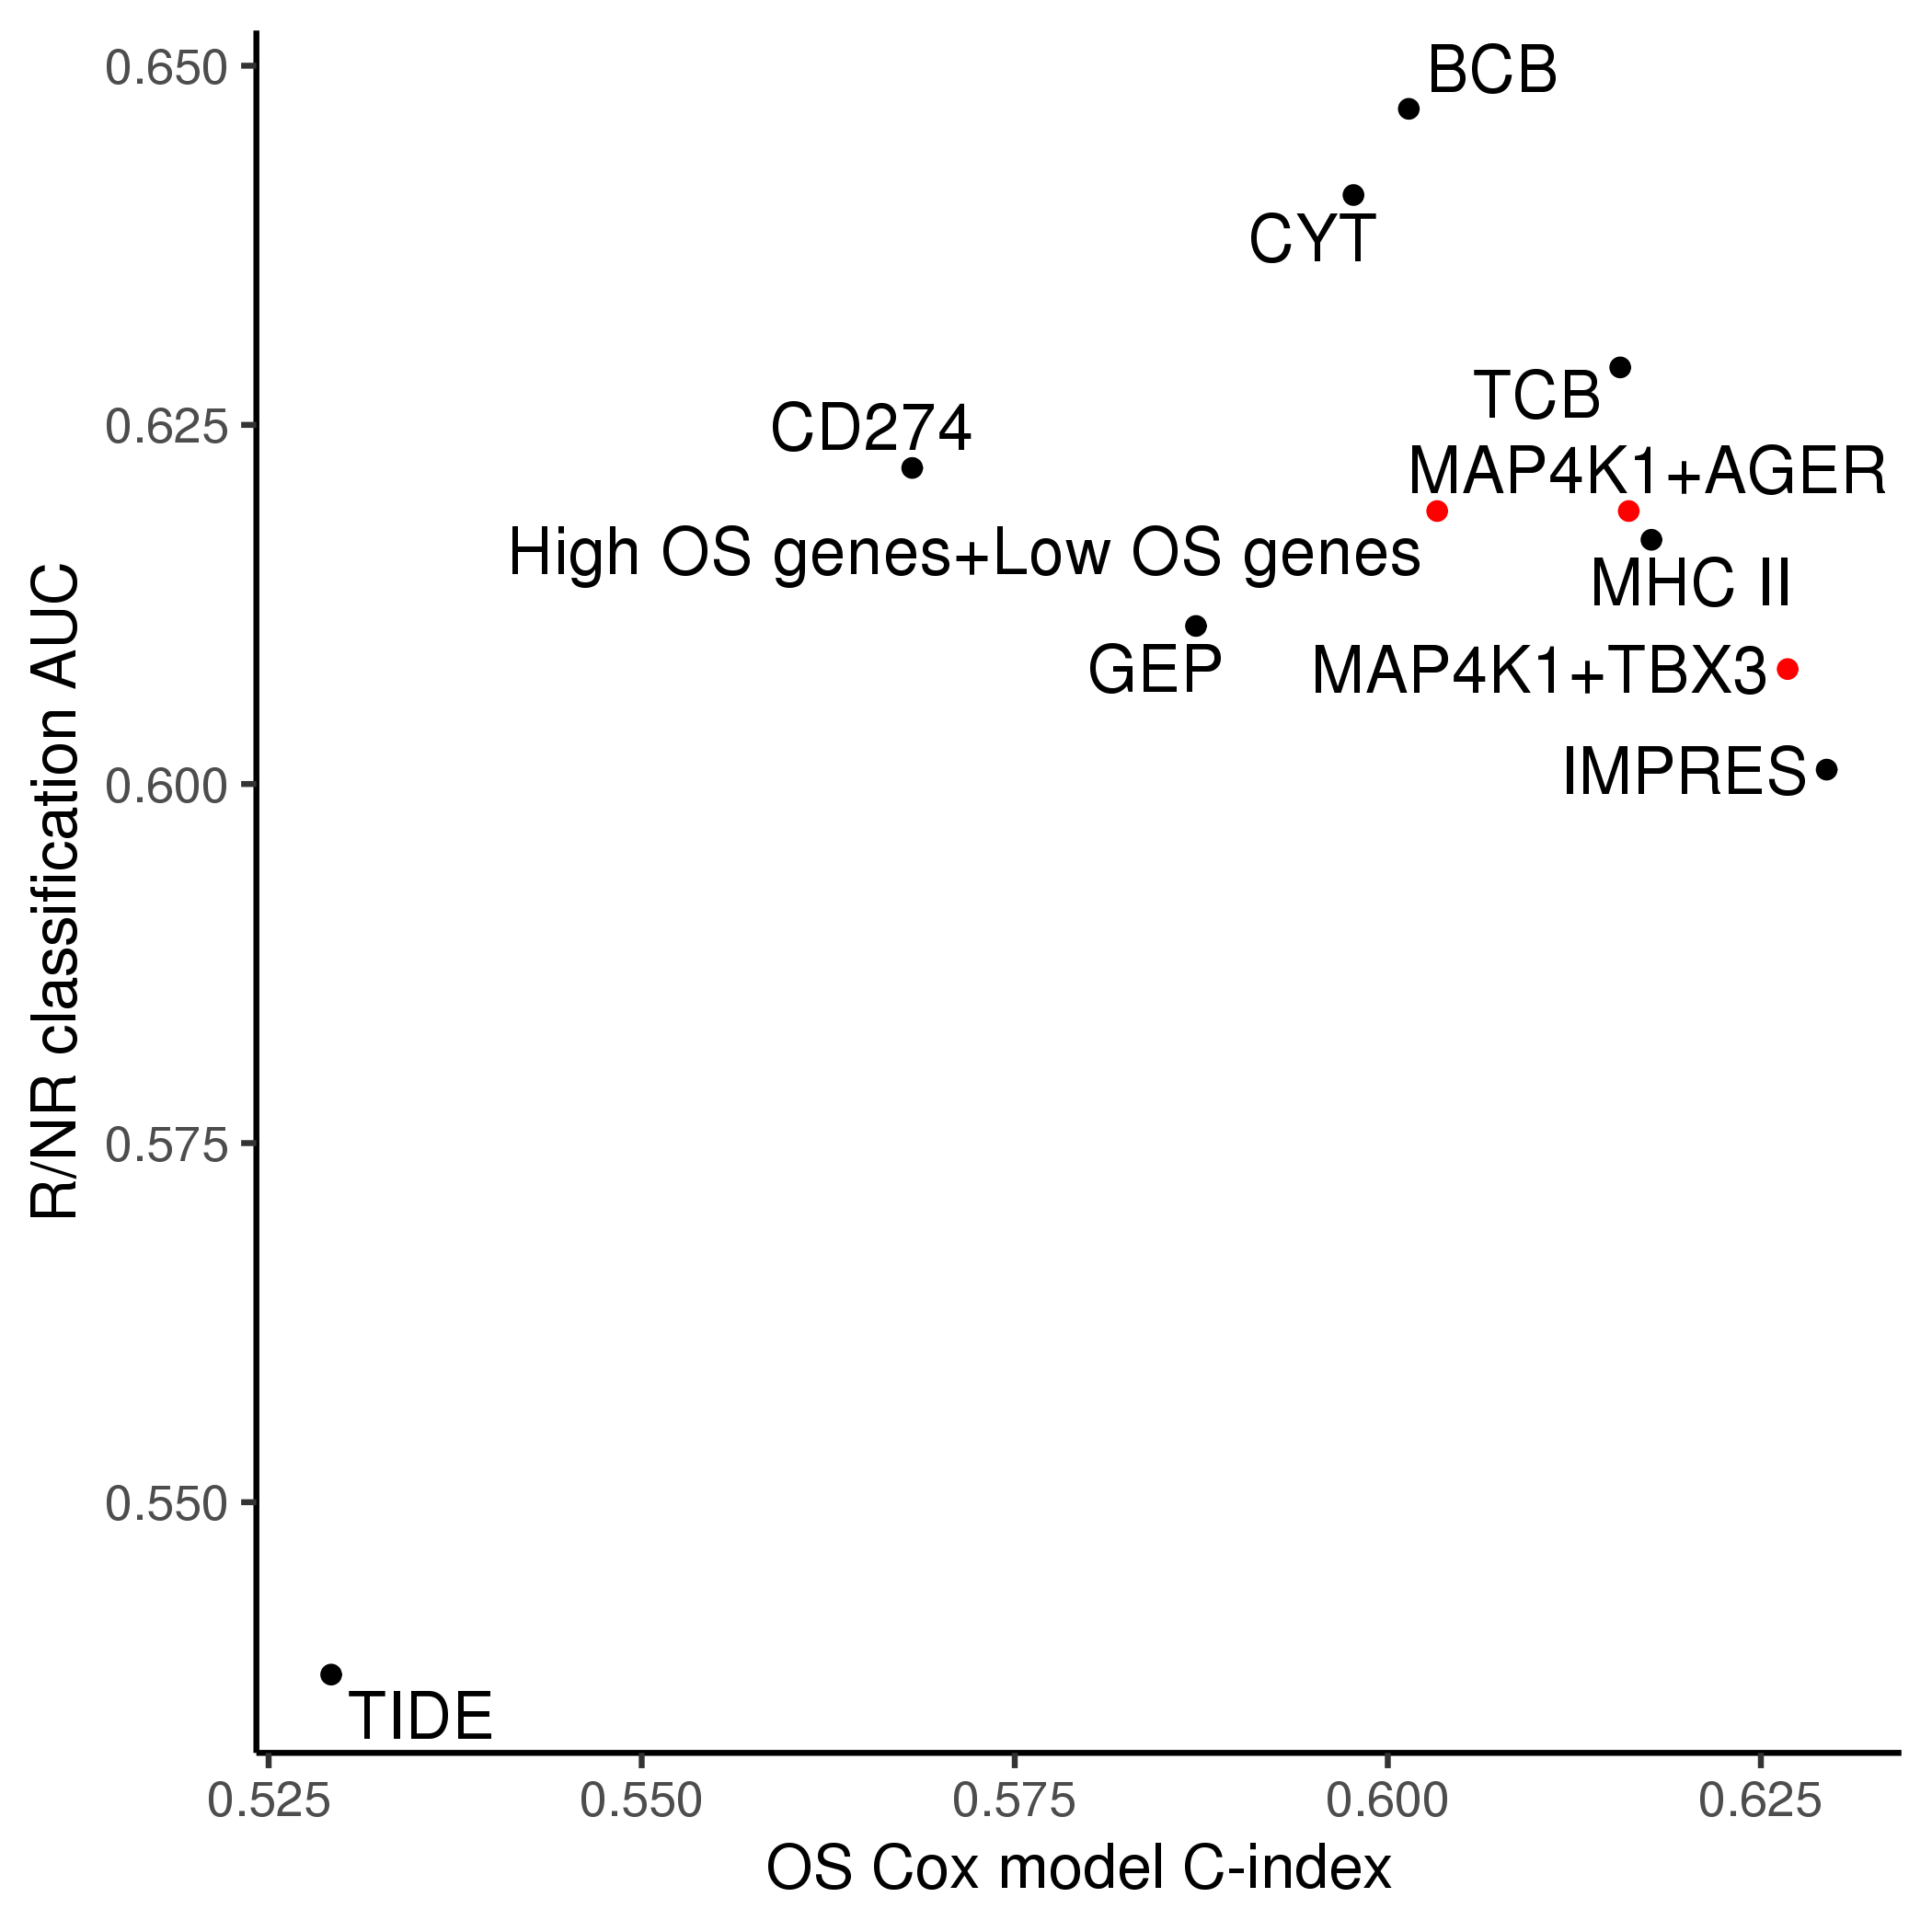 0.650
BCB
CYT
TCB
0.625
CD274
MAP4K1+AGER
High OS genes+Low OS genes
MHC II
GEP
MAP4K1+TBX3
IMPRES
0.600
R/NR classification AUC
0.575
0.550
TIDE
0.525
0.550
0.575
0.600
0.625
OS Cox model C-index